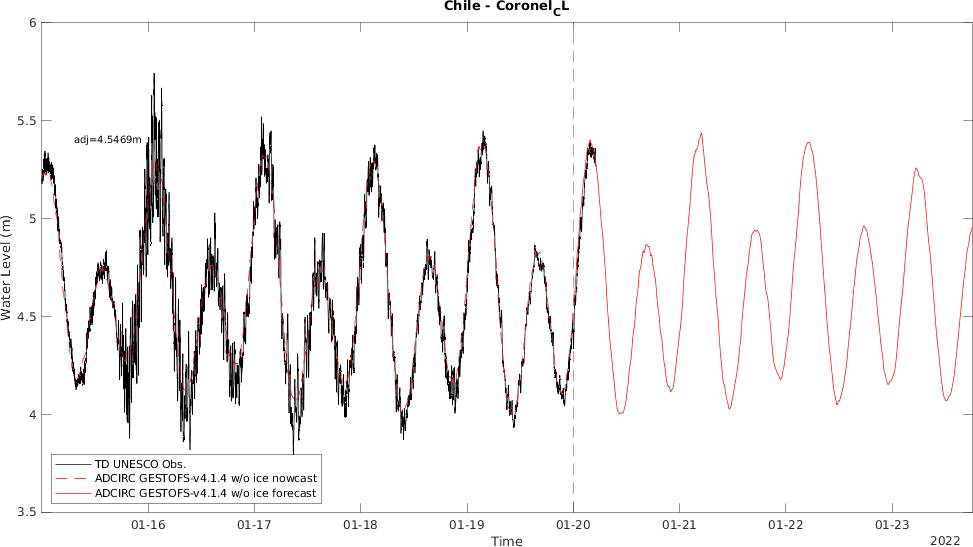 Chile - Coronel_CL
6
5.5
5
4.5
4
3.5
Water Level (m)
adj=4.5469m
TD UNESCO Obs.
ADCIRC GESTOFS-v4.1.4 w/o ice nowcast
ADCIRC GESTOFS-v4.1.4 w/o ice forecast
01-16 01-17 01-18 01-19 01-20 01-21 01-22 01-23
Time
2022